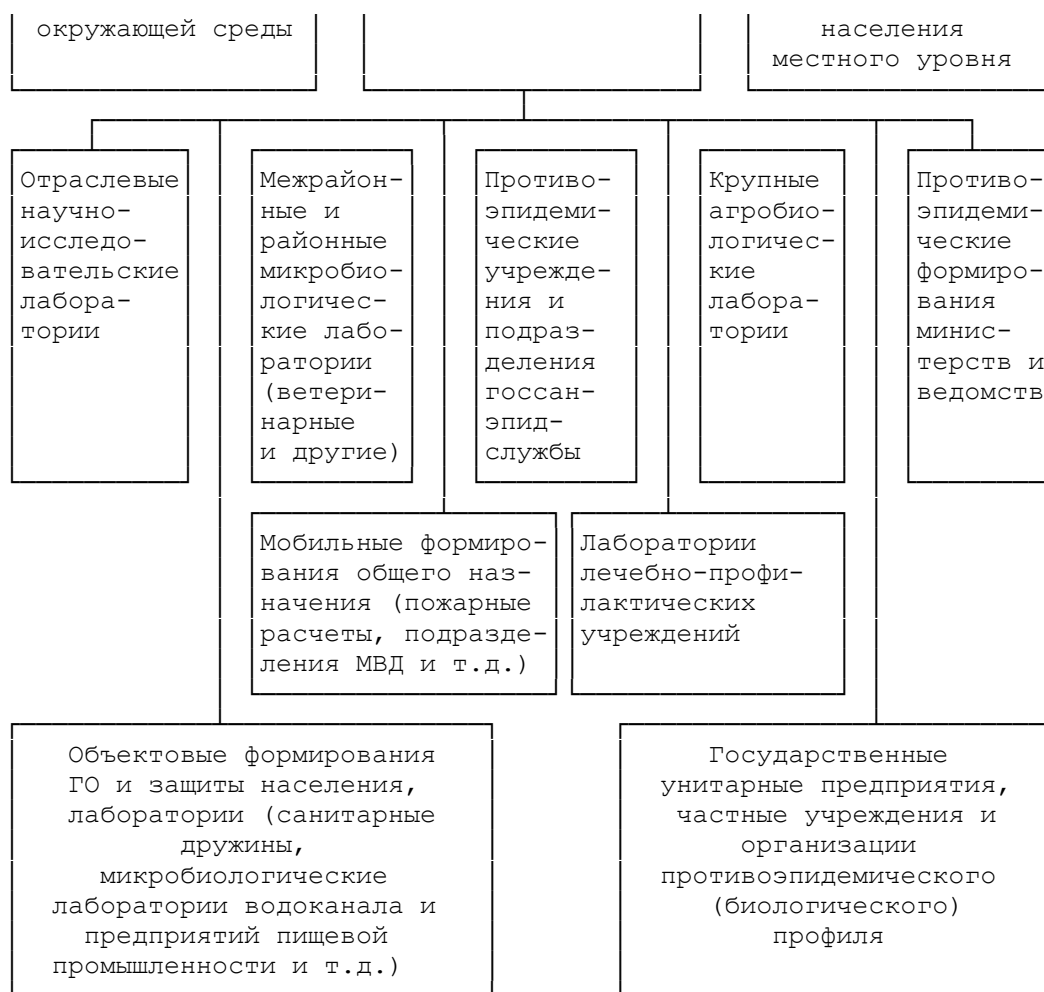 окружающей среды
населения
местного уровня
Отраслевые
научно-
исследо-
вательские
лабора-
тории
Межрайон-
ные и
районные
микробио-
логичес-
кие лабо-
ратории
(ветери-
нарные
и другие)
Противо-
эпидеми-
ческие
учрежде-
ния и
подраз-
деления
госсан-
эпид-
службы
Крупные
агробио-
логичес-
кие
лабора-
тории
Противо-
эпидеми-
ческие
формиро-
вания
минис-
терств и
ведомств
Мобильные формиро-
вания общего наз-
начения (пожарные
расчеты, подразде-
ления МВД и т.д.)
Лаборатории
лечебно-профи-
лактических
учреждений
Объектовые формирования
ГО и защиты населения,
лаборатории (санитарные
дружины,
микробиологические
лаборатории водоканала и
предприятий пищевой
промышленности и т.д.)
Государственные
унитарные предприятия,
частные учреждения и
организации
противоэпидемического
(биологического)
профиля